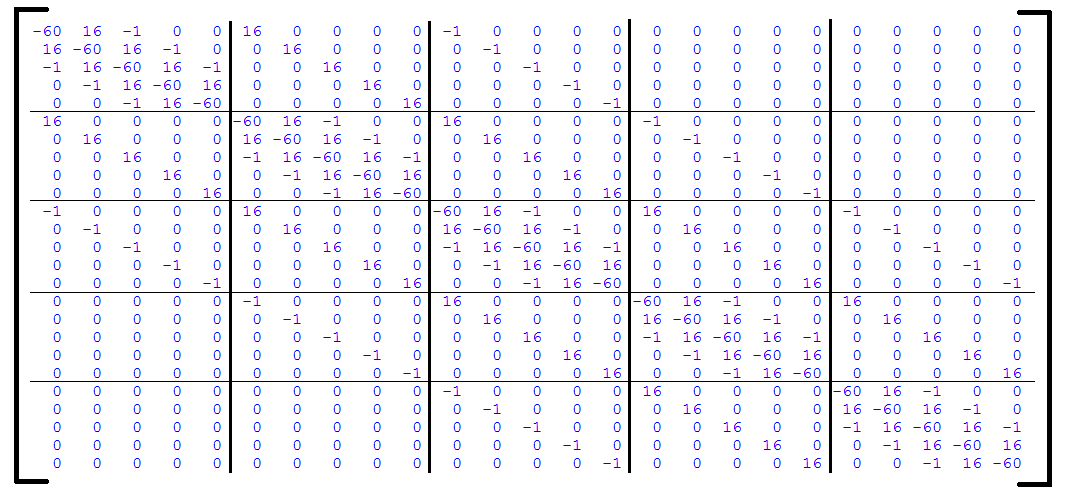 -60 16 -1 0 0 16 0 0 0 0 -1 0 0 0 0 0 0 0 0 0 0 0 0 0 0
16 -60 16 -1 0 0 16 0 0 0 0 -1 0 0 0 0 0 0 0 0 0 0 0 0 0
-1 16 -60 16 -1 0 0 16 0 0 0 0 -1 0 0 0 0 0 0 0 0 0 0 0 0
0 -1 16 -60 16 0 0 0 16 0 0 0 0 -1 0 0 0 0 0 0 0 0 0 0 0
0 0 -1 16 -60 0 0 0 0 16 0 0 0 0 -1 0 0 0 0 0 0 0 0 0 0
16 0 0 0 0 -60 16 -1 0 0 16 0 0 0 0 -1 0 0 0 0 0 0 0 0 0
0 16 0 0 0 16 -60 16 -1 0 0 16 0 0 0 0 -1 0 0 0 0 0 0 0 0
0 0 16 0 0 -1 16 -60 16 -1 0 0 16 0 0 0 0 -1 0 0 0 0 0 0 0
0 0 0 16 0 0 -1 16 -60 16 0 0 0 16 0 0 0 0 -1 0 0 0 0 0 0
0 0 0 0 16 0 0 -1 16 -60 0 0 0 0 16 0 0 0 0 -1 0 0 0 0 0
-1 0 0 0 0 16 0 0 0 0 -60 16 -1 0 0 16 0 0 0 0 -1 0 0 0 0
0 -1 0 0 0 0 16 0 0 0 16 -60 16 -1 0 0 16 0 0 0 0 -1 0 0 0
0 0 -1 0 0 0 0 16 0 0 -1 16 -60 16 -1 0 0 16 0 0 0 0 -1 0 0
0 0 0 -1 0 0 0 0 16 0 0 -1 16 -60 16 0 0 0 16 0 0 0 0 -1 0
0 0 0 0 -1 0 0 0 0 16 0 0 -1 16 -60 0 0 0 0 16 0 0 0 0 -1
0 0 0 0 0 -1 0 0 0 0 16 0 0 0 0 -60 16 -1 0 0 16 0 0 0 0
0 0 0 0 0 0 -1 0 0 0 0 16 0 0 0 16 -60 16 -1 0 0 16 0 0 0
0 0 0 0 0 0 0 -1 0 0 0 0 16 0 0 -1 16 -60 16 -1 0 0 16 0 0
0 0 0 0 0 0 0 0 -1 0 0 0 0 16 0 0 -1 16 -60 16 0 0 0 16 0
0 0 0 0 0 0 0 0 0 -1 0 0 0 0 16 0 0 -1 16 -60 0 0 0 0 16
0 0 0 0 0 0 0 0 0 0 -1 0 0 0 0 16 0 0 0 0 -60 16 -1 0 0
0 0 0 0 0 0 0 0 0 0 0 -1 0 0 0 0 16 0 0 0 16 -60 16 -1 0
0 0 0 0 0 0 0 0 0 0 0 0 -1 0 0 0 0 16 0 0 -1 16 -60 16 -1
0 0 0 0 0 0 0 0 0 0 0 0 0 -1 0 0 0 0 16 0 0 -1 16 -60 16
0 0 0 0 0 0 0 0 0 0 0 0 0 0 -1 0 0 0 0 16 0 0 -1 16 -60